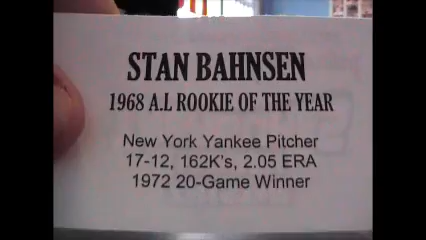 STAN BAHNSEN
1968 A.L ROOKIE OF THE YEAR
New York Yankee Pitcher
17-12, 162K's, 2.05 ERA
1972 20-Game Winner